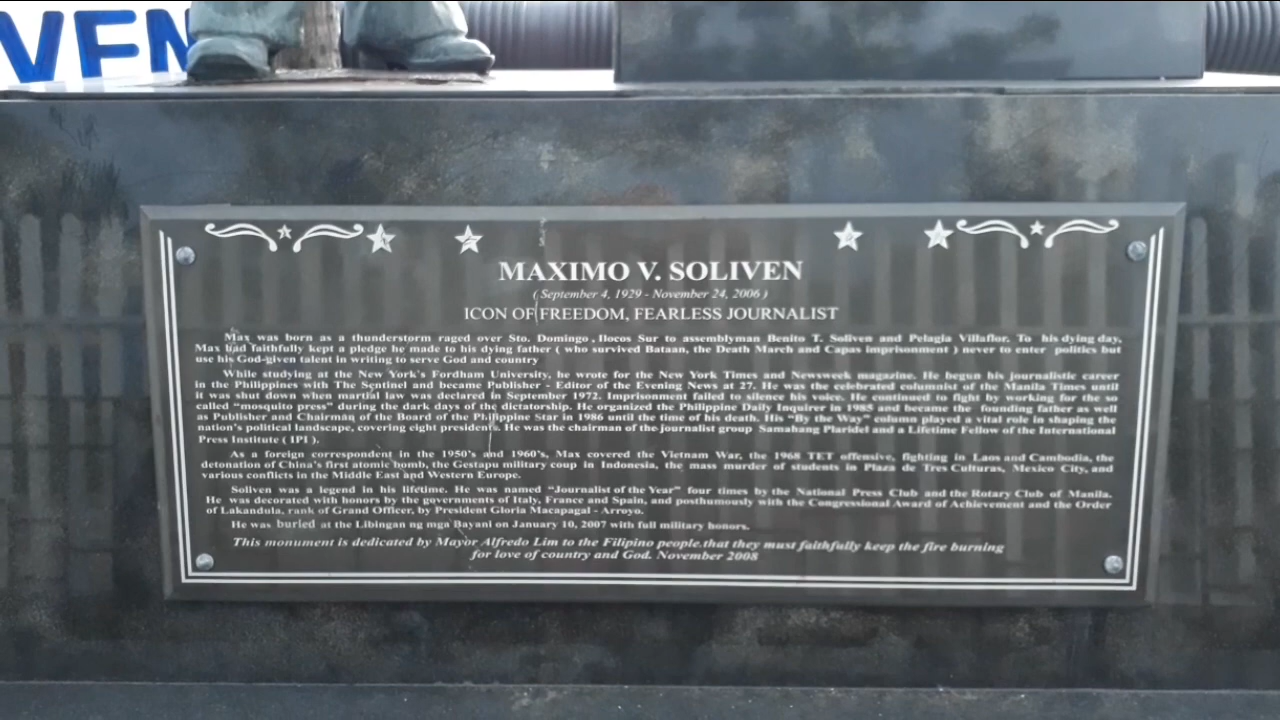 VEN
MAXIMO V. SOLIVEN
( September 4, 1929 - November 24, 2006 )
ICON OF FREEDOM, FEARLESS JOURNALIST
Max was born as a thunderstorm raged over Sto. Domingo , Ilocos Sur to assemblyman Benito T. Soliven and Pelagia Villaflor. To his dying day,
Max had faithfully kept a pledge he made to his dying father ( who survived Bataan, the Death March and Capas imprisonment ) never to enter politics but
use his God-given talent in writing to serve God and country
While studying at the New York's Fordham University, he wrote for the New York Times and Newsweek magazine. He begun his journalistic career
in the Philippines with The Sentinel and became Publisher - Editor of the Evening News at 27. He was the celebrated columnist of the Manila Times until
it was shut down when martial law was declared in September 1972. Imprisonment failed to silence his voice. He continued to fight by working for the so
called "mosquito press" during the dark days of the dictatorship. He organized the Philippine Daily Inquirer in 1985 and became the founding father as well
as Publisher and Chairman of the Board of the Philippine Star in 1986 until the time of his death. His "By the Way" column played a vital role in shaping the
nation's political landscape, covering eight presidents. He was the chairman of the journalist group Samahang Plaridel and a Lifetime Fellow of the International
Press Institute ( IPI ).
As a foreign correspondent in the 1950's and 1960's, Max covered the Vietnam War, the 1968 TET offensive, fighting in Laos and Cambodia, the
detonation of China's first atomic bomb, the Gestapu military coup in Indonesia, the mass murder of students in Plaza de Tres Culturas, Mexico City, and
various conflicts in the Middle East and Western Europe.
Soliven was a legend in his lifetime. He was named "Journalist of the Year" four times by the National Press Club and the Rotary Club of Manila.
He was decorated with honors by the governments of Italy, France and Spain, and posthumously with the Congressional Award of Achievement and the Order
of Lakandula, rank of Grand Officer, by President Gloria Macapagal - Arroyo.
He was buried at the Libingan ng mga Bayani on January 10, 2007 with full military honors.
This monument is dedicated by Mayor Alfredo Lim to the Filipino people that they must faithfully keep the fire burning
for love of country and God. November 2008